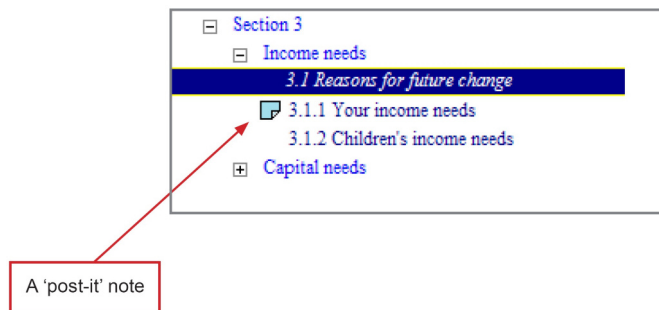 Section 3
Income needs
3.1 Reasons for future change
3.1.1 Your income needs
3.1.2 Children's income needs
Capital needs
A ‘post-it’ note